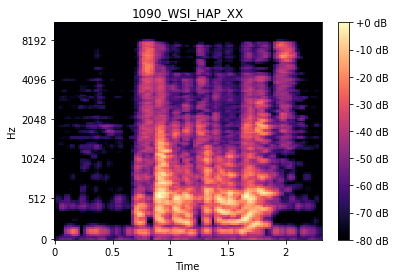 1090_WSI_HAP_XX
8192
4096
2048
1024
512
0
Hz
0
0.5
1
1.5
2
Time
+0 dB
-10 dB
-20 dB
-30 dB
-40 dB
-50 dB
-60 dB
-70 dB
-80 dB